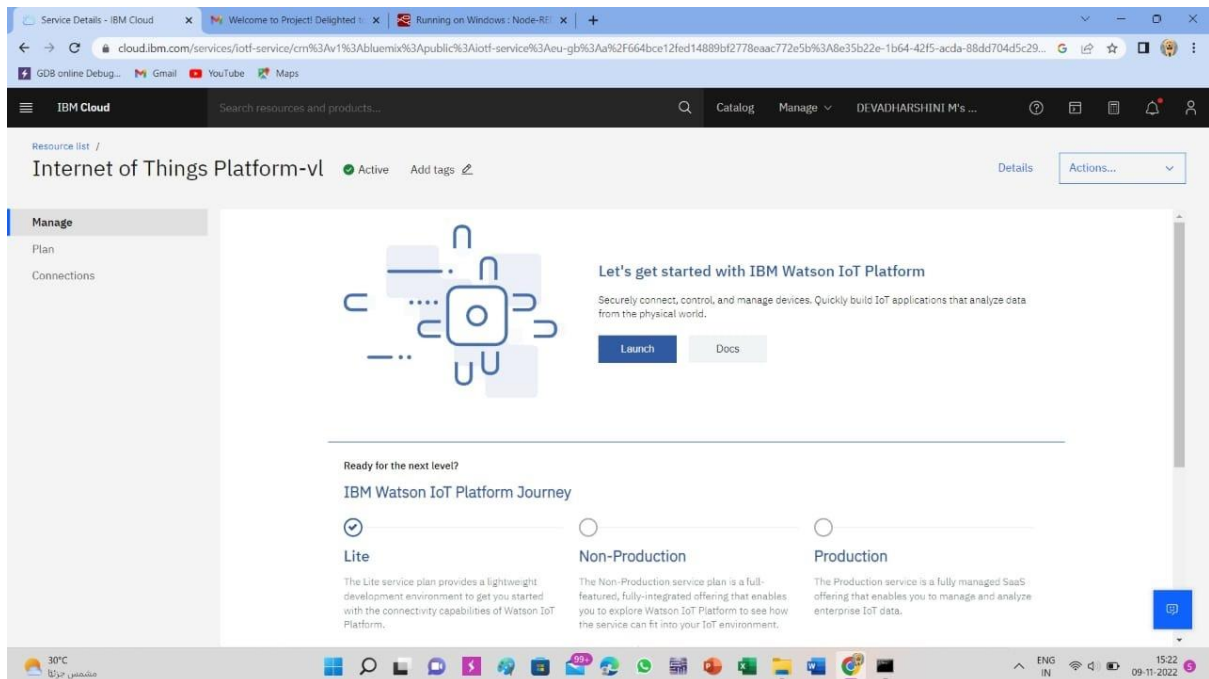 Service Details - IBM Cloud
Welcome to Project! Delighted t
Running on Windows : Node-RE
cloud.ibm.com/services/iotf-service/crn%3Av1%3Abluemix%3Apublic%3Aiotf-service%3Aeu-gb%3Aa%2F664bce12fed14889bf2778eaac772e5b%3A8e35b22e-1b64-42f5-acda-88dd704d5c29...
GDB online Debug... Gmail YouTube Maps
IBM Cloud Search resources and products... Catalog Manage DEVADHARSHINI M's ...
Resource list /
Internet of Things Platform-vl Active Add tags Details Actions...
Manage
Plan
Connections
Let's get started with IBM Watson IoT Platform
Securely connect, control, and manage devices. Quickly build IoT applications that analyze data
from the physical world.
Launch Docs
Ready for the next level?
IBM Watson IoT Platform Journey
Lite
The Lite service plan provides a lightweight
development environment to get you started
with the connectivity capabilities of Watson IoT
Platform.
Non-Production
The Non-Production service plan is a full-
featured, fully-integrated offering that enables
you to explore Watson IoT Platform to see how
the service can fit into your IoT environment.
Production
The Production service is a fully managed SaaS
offering that enables you to manage and analyze
enterprise IoT data.
30°C
مشمس جزئيًا
99+
ENG
IN
15:22
09-11-2022
5